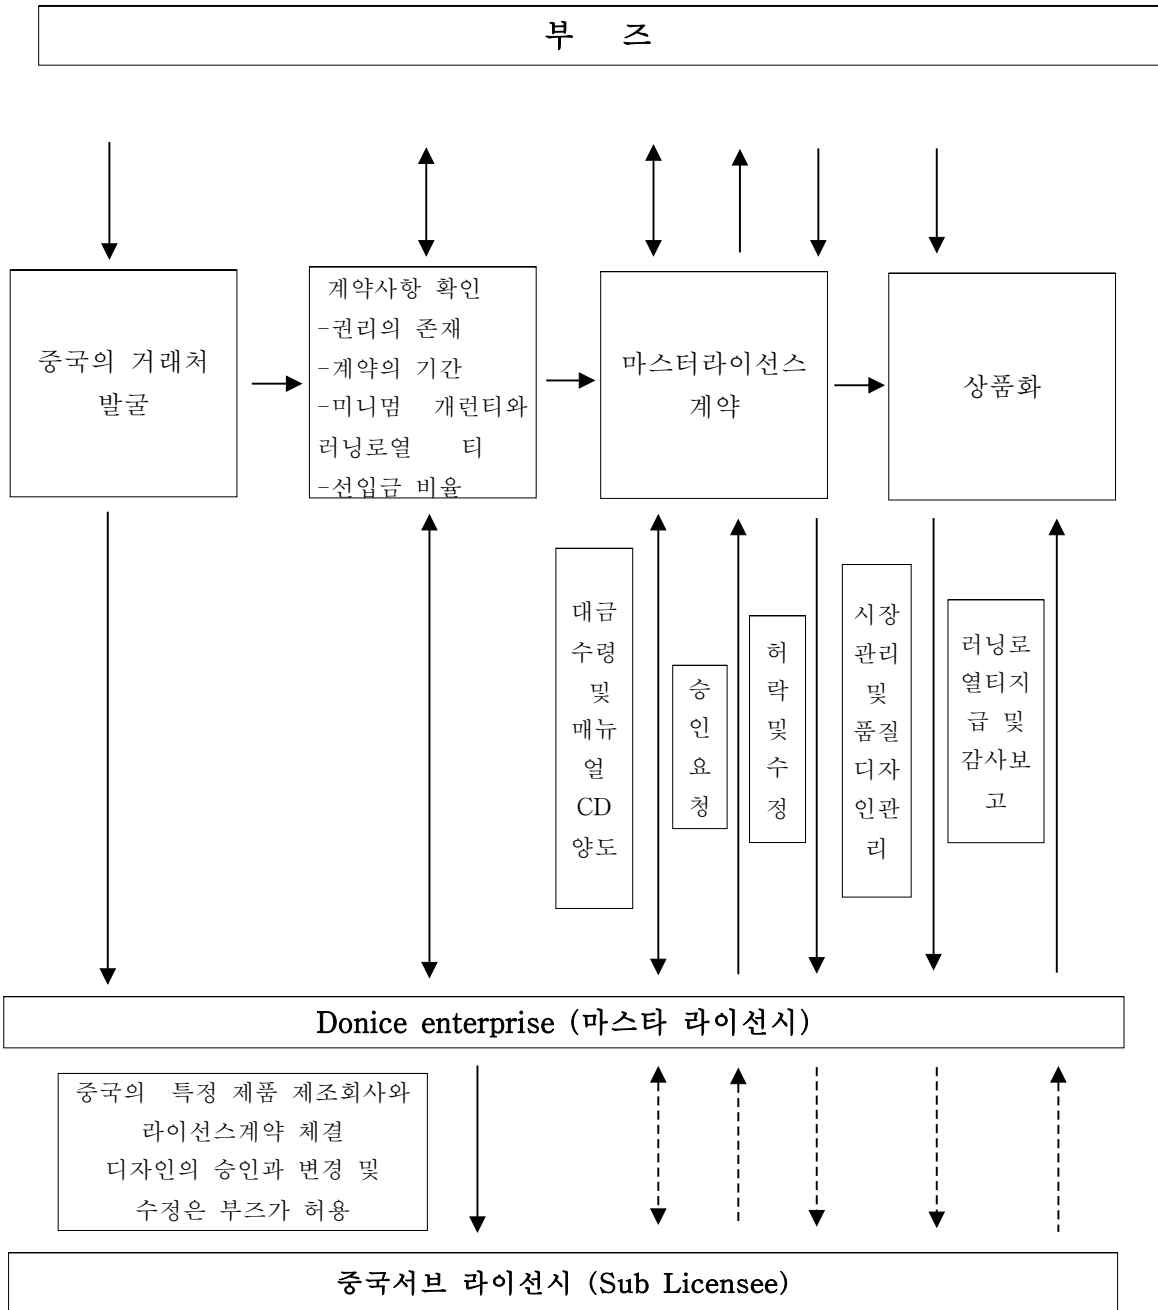 부 즈
중국의 거래처
발굴
계약사항 확인
-권리의 존재
-계약의 기간
-미니멈 개런티와
러닝로열 티
-선입금 비율
마스터라이선스
계약
상품화
대금
수령
및
매뉴
얼
CD
양도
승
인
요
청
허
락
및
수
정
시장
관리
및
품질
디자
인관
리
러닝로
열티지
급 및
감사보
고
Donice enterprise (마스타 라이선시)
중국의 특정 제품 제조회사와
라이선스계약 체결
디자인의 승인과 변경 및
수정은 부즈가 허용
중국서브 라이선시 (Sub Licensee)